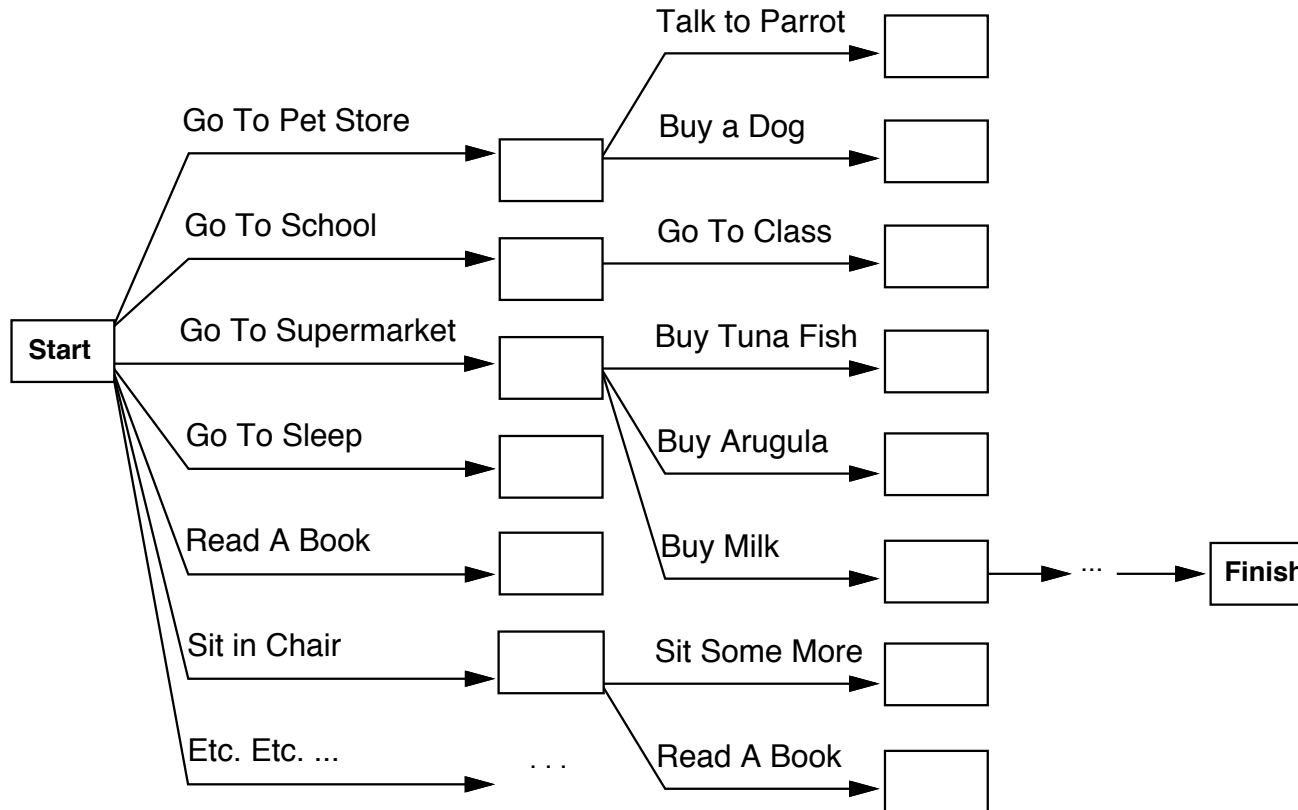 Talk to Parrot
Go To Pet Store
Buy a Dog
Go To School
Go To Class
Start
Go To Supermarket
Buy Tuna Fish
Go To Sleep
Buy Arugula
Read A Book
Buy Milk
...
Finish
Sit in Chair
Sit Some More
Etc. Etc. ...
. . .
Read A Book